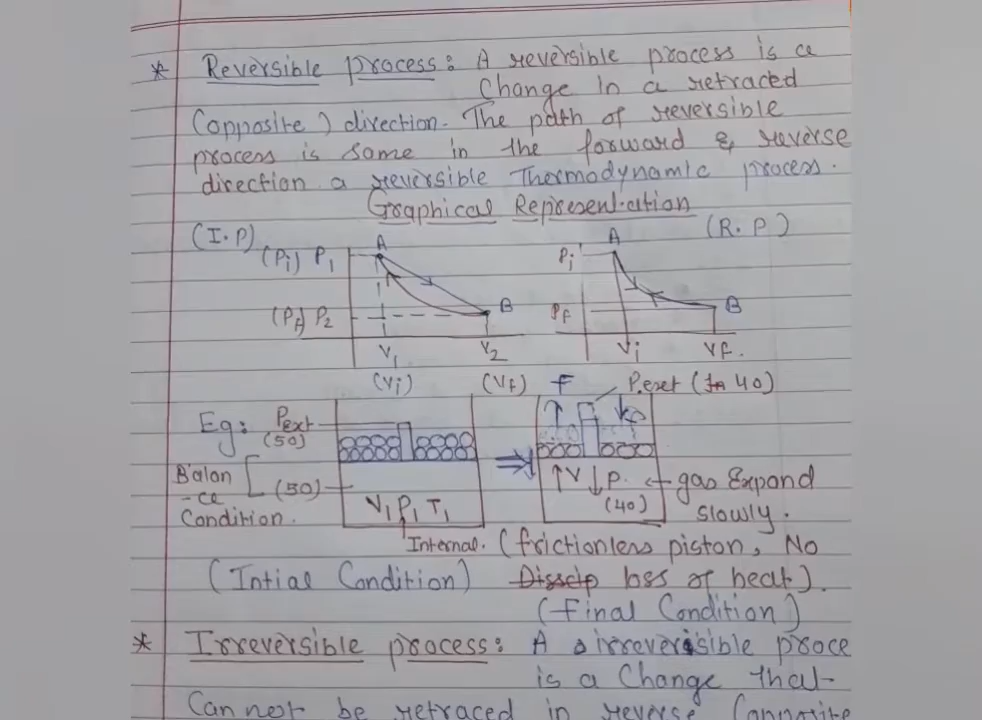 * Reversible process: A reversible process is a
Change in a retraced
(opposite) direction. The path of reversible
process is same in the forward & reverse
direction a reversible Thermodynamic process.
Graphical Representation
(I.P) (R.P)
(Pi) P1 A Pi A
(Pf) P2 B Pf B
V1 V2 Vi Vf.
(Vi) (Vf) F Pext (to 40)
Eg: Pext
(50)
Balan
-ce (50)
Condition.
V1 P1 T1
↑V ↓P. ← gas Expand
(40) slowly.
Internal. (frictionless piston, No
(Intial Condition) loss of heat).
(Final Condition)
* Irreversible process: A irreversible proce
is a Change that
Cannot be retraced in reverse (opposite